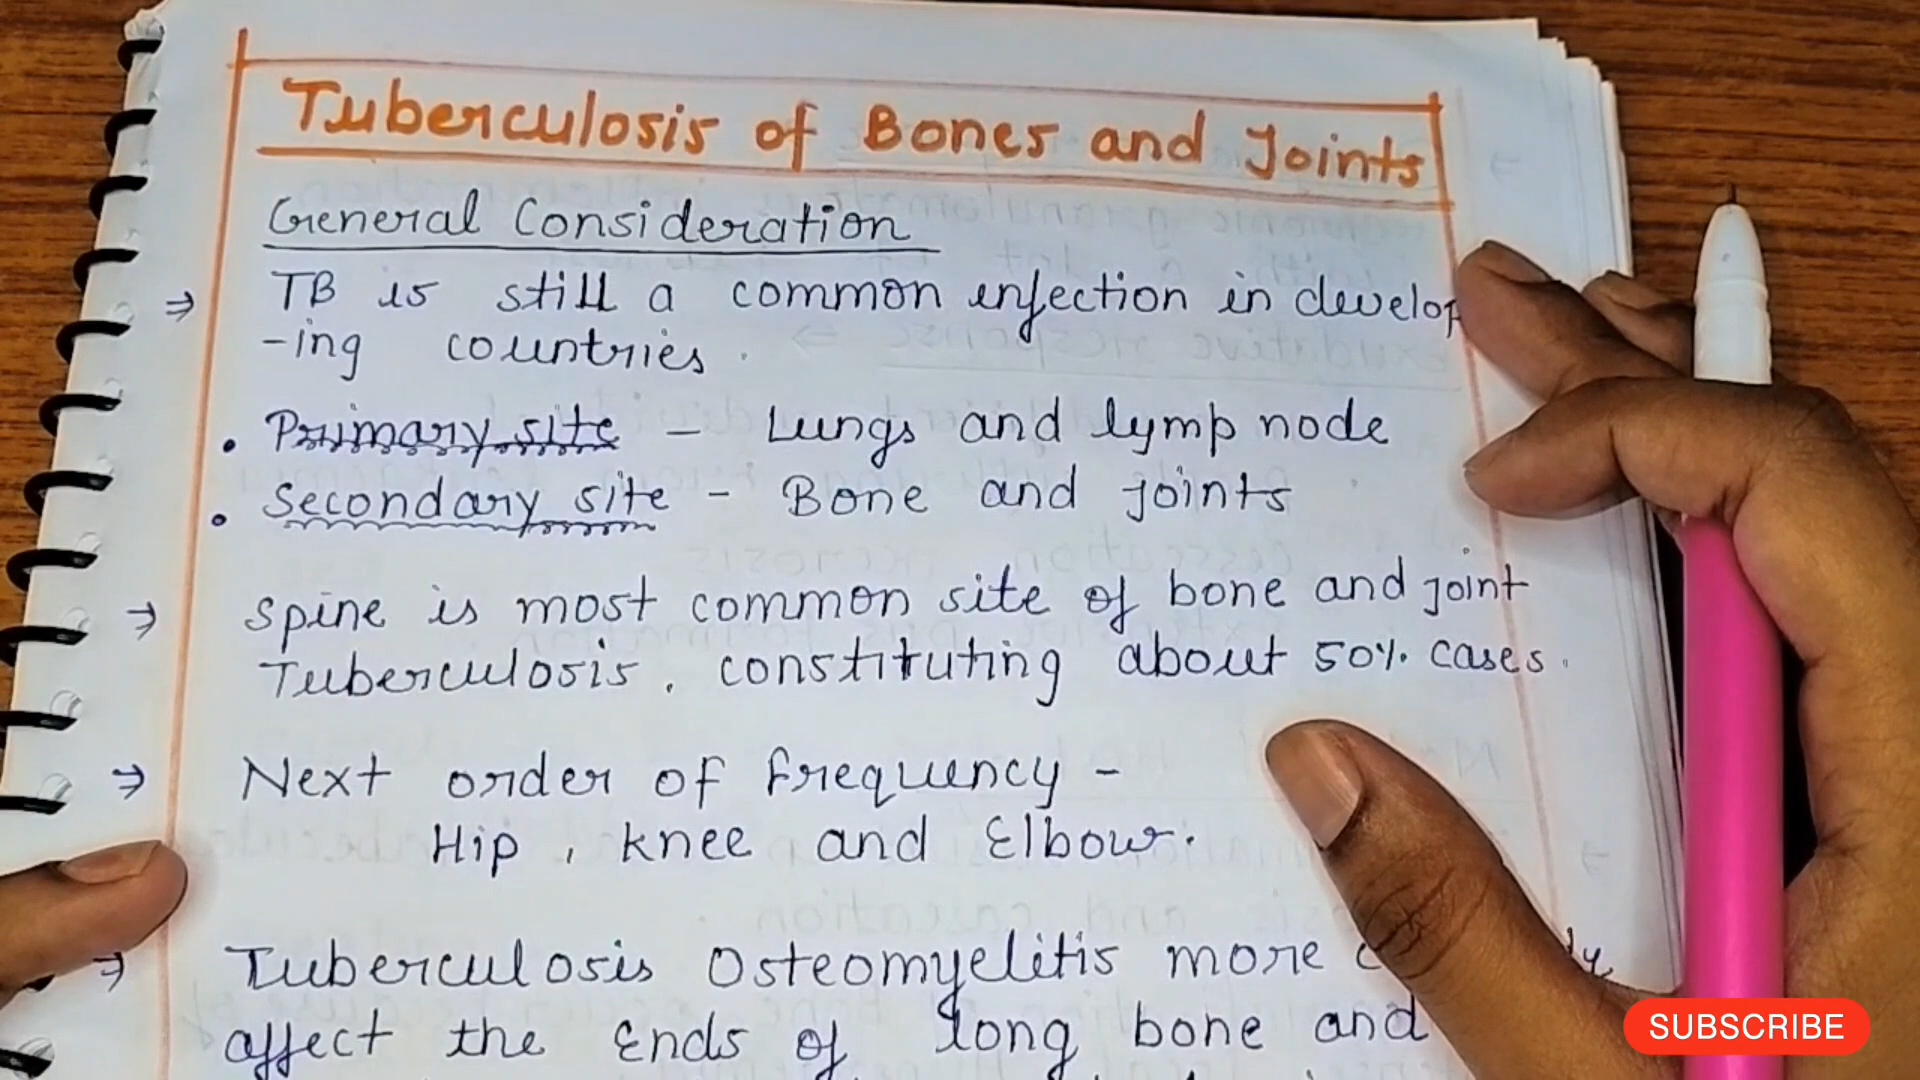 Tuberculosis of Bones and Joints
General Consideration
⇒ TB is still a common infection in develop
-ing countries.
• Primary site - Lungs and lymp node
• Secondary site - Bone and joints
⇒ Spine is most common site of bone and joint
Tuberculosis, constituting about 50% cases.
⇒ Next order of frequency -
Hip, knee and Elbow.
⇒ Tuberculosis Osteomyelitis more
affect the Ends of long bone and
SUBSCRIBE